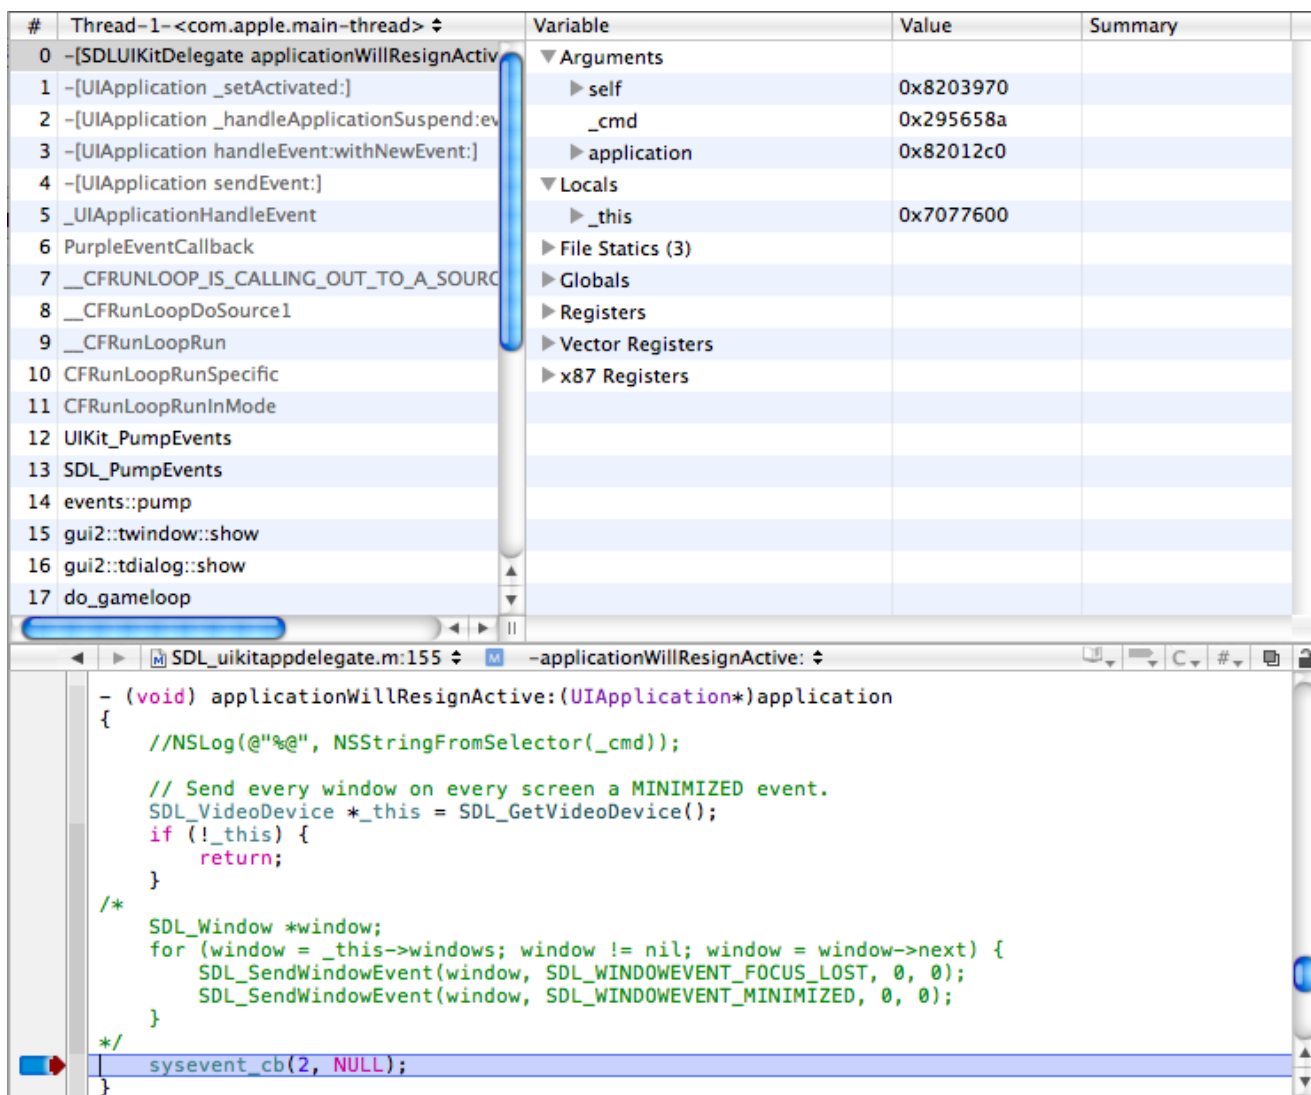 # Thread-1-<com.apple.main-thread> Variable Value Summary
0 -[SDLUIKitDelegate applicationWillResignActiv Arguments
1 -[UIApplication _setActivated:] self 0x8203970
2 -[UIApplication _handleApplicationSuspend:ev _cmd 0x295658a
3 -[UIApplication handleEvent:withNewEvent:] application 0x82012c0
4 -[UIApplication sendEvent:] Locals
5 _UIApplicationHandleEvent _this 0x7077600
6 PurpleEventCallback File Statics (3)
7 __CFRUNLOOP_IS_CALLING_OUT_TO_A_SOURC Globals
8 __CFRunLoopDoSource1 Registers
9 __CFRunLoopRun Vector Registers
10 CFRunLoopRunSpecific x87 Registers
11 CFRunLoopRunInMode
12 UIKit_PumpEvents
13 SDL_PumpEvents
14 events::pump
15 gui2::twindow::show
16 gui2::tdialog::show
17 do_gameloop
M SDL_uikitappdelegate.m:155 M -applicationWillResignActive: C #
- (void) applicationWillResignActive:(UIApplication*)application
{
//NSLog(@"%@", NSStringFromSelector(_cmd));
// Send every window on every screen a MINIMIZED event.
SDL_VideoDevice *_this = SDL_GetVideoDevice();
if (!_this) {
return;
}
/*
SDL_Window *window;
for (window = _this->windows; window != nil; window = window->next) {
SDL_SendWindowEvent(window, SDL_WINDOWEVENT_FOCUS_LOST, 0, 0);
SDL_SendWindowEvent(window, SDL_WINDOWEVENT_MINIMIZED, 0, 0);
}
*/
sysevent_cb(2, NULL);
}